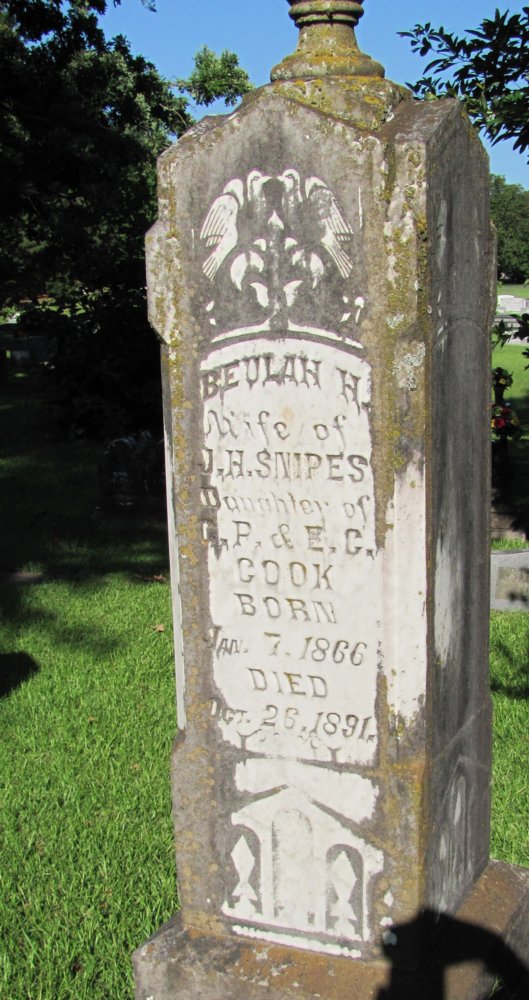 BEULAH H.
Wife of
J.H. SNIPES
Daughter of
P. & E. C.
COOK
BORN
JAN. 7. 1866
DIED
OCT. 26, 1891.